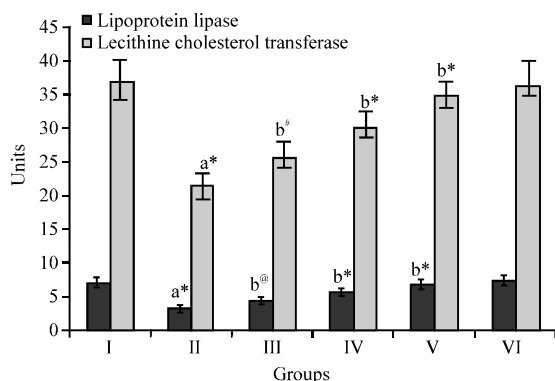 Lipoprotein lipase
Lecithine cholesterol transferase
45
40
35
30
25
20
15
10
5
0
Units
a* a* b@ b# b* b* b* b*
I II III IV V VI
Groups